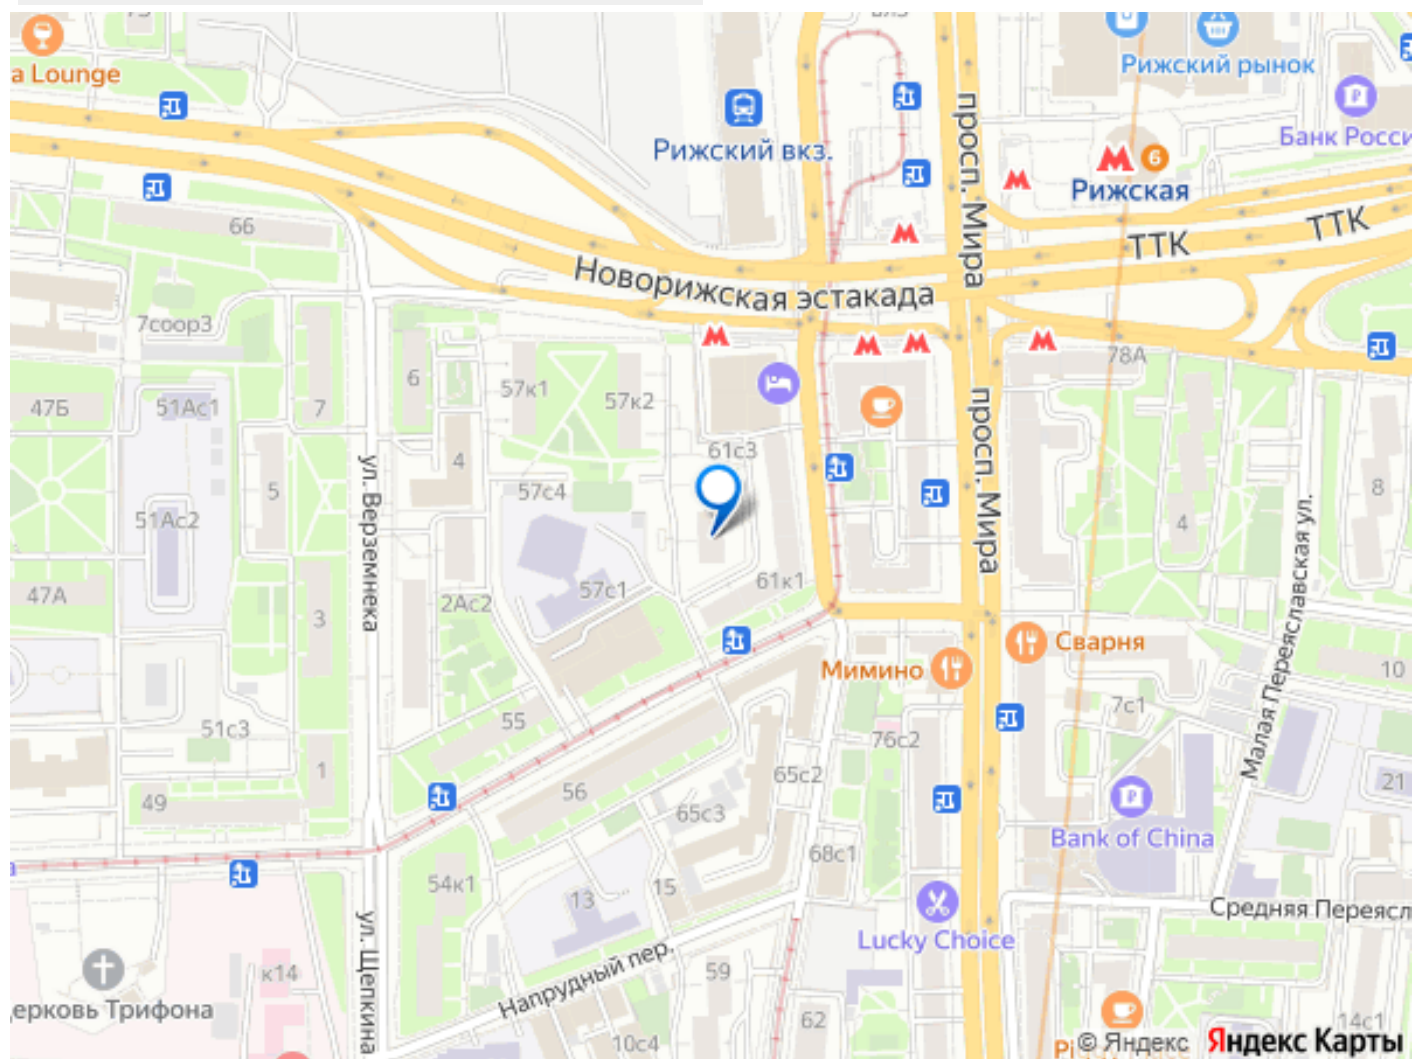 a Lounge
Рижский рынок
Банк Росси
Рижский вкз.
просп. Мира
6
Рижская
ТТК
ТТК
66
Новорижская эстакада
7соор3
78А
6
57к1
57к2
47Б
51Ас1
7
61с3
4
5
57с4
ул. Верземнека
просп. Мира
8
4
51Ас2
Малая Переяславская ул.
47А
57с1
61к1
2Ас2
3
Сварня
Мимино
10
7с1
55
51с3
76с2
1
65с2
56
49
65с3
21
Bank of China
68с1
54к1
15
13
Средняя Переясл
Lucky Choice
ул. Щепкина
Напрудный пер.
59
к14
ерковь Трифона
62
10с4
14с1
Pi
© Яндекс
Яндекс Карты